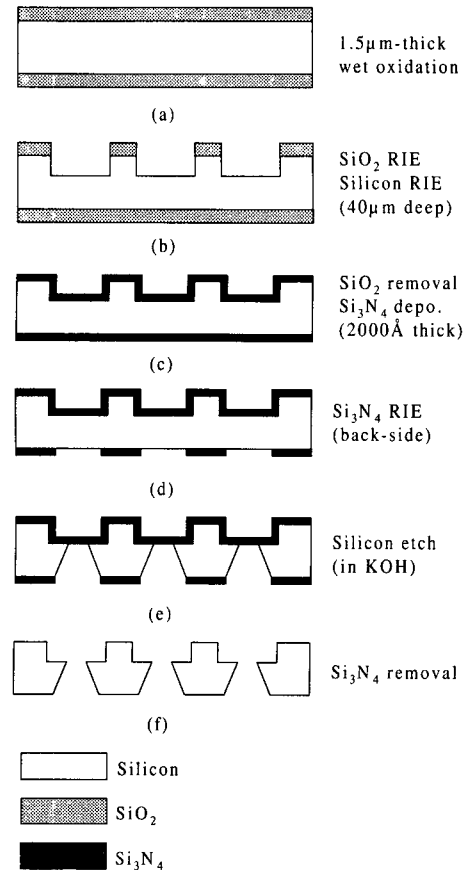 1.5µm-thick
wet oxidation
(a)
SiO₂ RIE
Silicon RIE
(40µm deep)
(b)
SiO₂ removal
Si₃N₄ depo.
(2000Å thick)
(c)
Si₃N₄ RIE
(back-side)
(d)
Silicon etch
(in KOH)
(e)
Si₃N₄ removal
(f)
Silicon
SiO₂
Si₃N₄